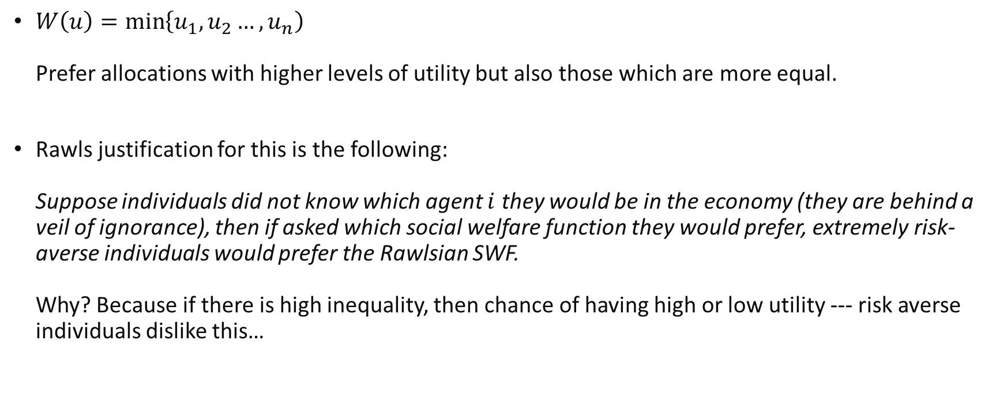 • W(u) = min{u₁, u₂ ... , uₙ)
Prefer allocations with higher levels of utility but also those which are more equal.
• Rawls justification for this is the following:
Suppose individuals did not know which agent i they would be in the economy (they are behind a
veil of ignorance), then if asked which social welfare function they would prefer, extremely risk-
averse individuals would prefer the Rawlsian SWF.
Why? Because if there is high inequality, then chance of having high or low utility --- risk averse
individuals dislike this...